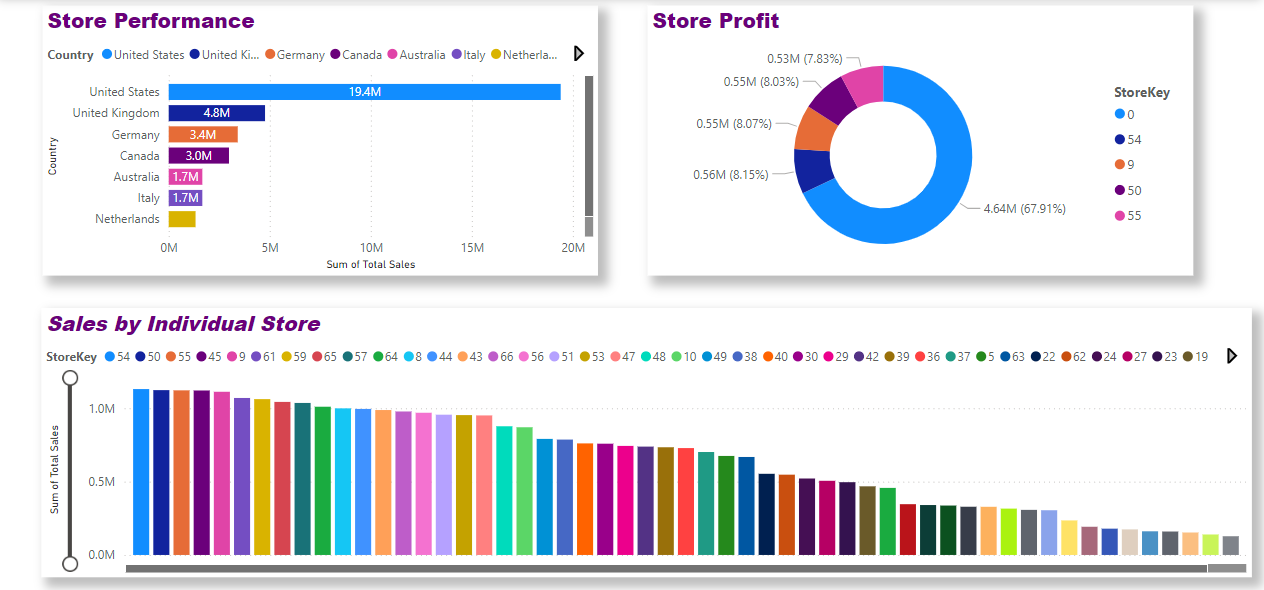 Store Performance
Country United States United Ki... Germany Canada Australia Italy Netherla...
United States 19.4M
United Kingdom 4.8M
Germany 3.4M
Canada 3.0M
Australia 1.7M
Italy 1.7M
Netherlands
Country
0M 5M 10M 15M 20M
Sum of Total Sales
Store Profit
0.53M (7.83%)
0.55M (8.03%)
0.55M (8.07%)
0.56M (8.15%)
4.64M (67.91%)
StoreKey
0
54
9
50
55
Sales by Individual Store
StoreKey 54 50 55 45 9 61 59 65 57 64 8 44 43 66 56 51 53 47 48 10 49 38 40 30 29 42 39 36 37 5 63 22 62 24 27 23 19
1.0M
0.5M
0.0M
Sum of Total Sales